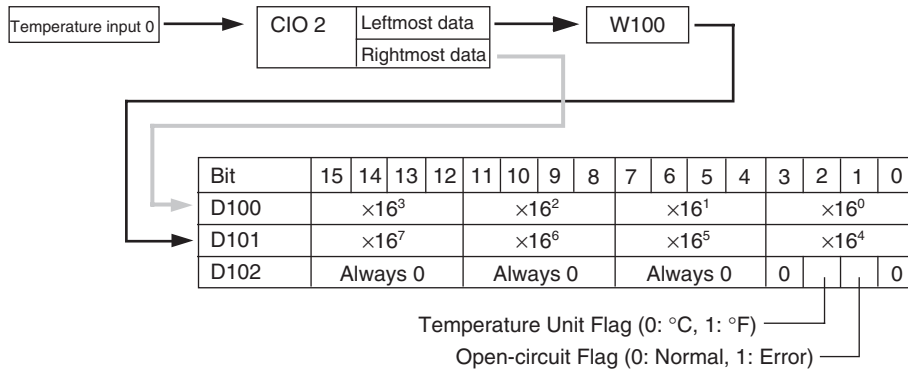 Temperature input 0
CIO 2
Leftmost data
Rightmost data
W100
Bit 15 14 13 12 11 10 9 8 7 6 5 4 3 2 1 0
D100 ×16³ ×16² ×16¹ ×16⁰
D101 ×16⁷ ×16⁶ ×16⁵ ×16⁴
D102 Always 0 Always 0 Always 0 0 0
Temperature Unit Flag (0: °C, 1: °F)
Open-circuit Flag (0: Normal, 1: Error)